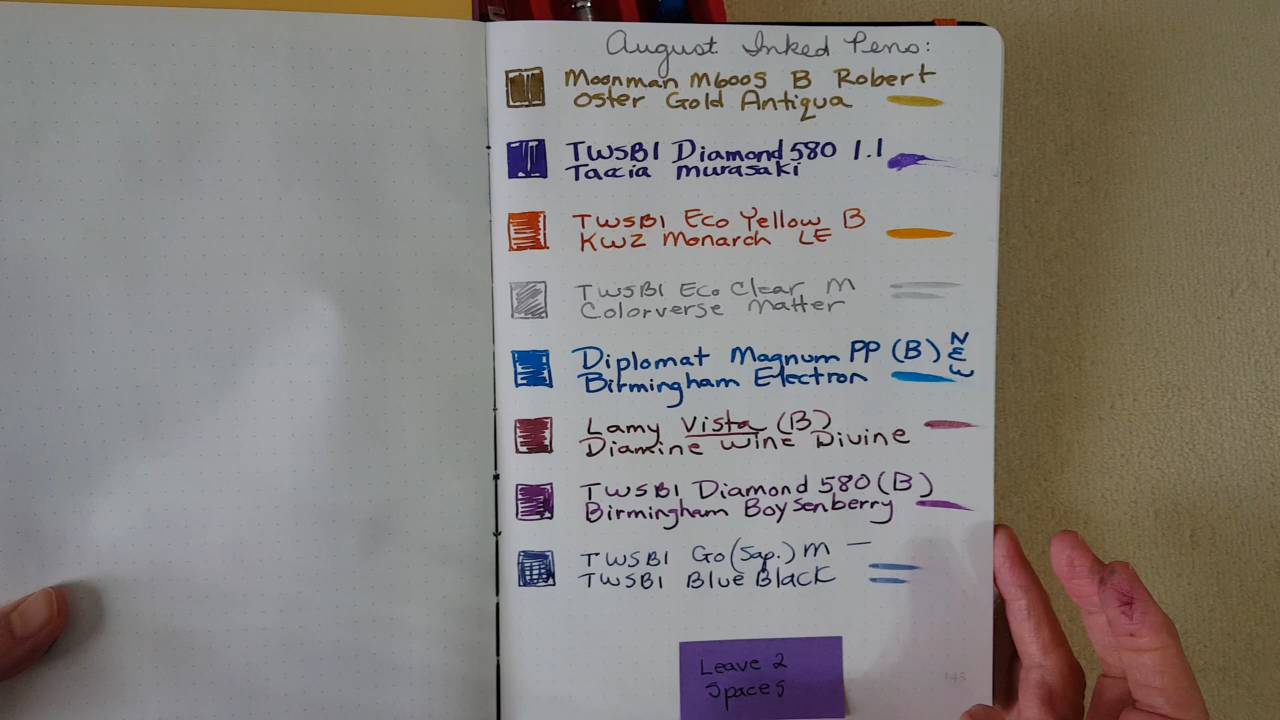 August Inked Pens:
Moonman M600S B Robert
Oster Gold Antiqua
TWSBI Diamond 580 1.1
Taccia Murasaki
TWSBI Eco Yellow B
KWZ Monarch LE
TWSBI Eco Clear M
Colorverse Matter
Diplomat Magnum PP (B) NEW
Birmingham Electron
Lamy Vista (B)
Diamine Wine Divine
TWSBI Diamond 580 (B)
Birmingham Boysenberry
TWSBI Go (Sap.) M
TWSBI Blue Black
Leave 2
Spaces